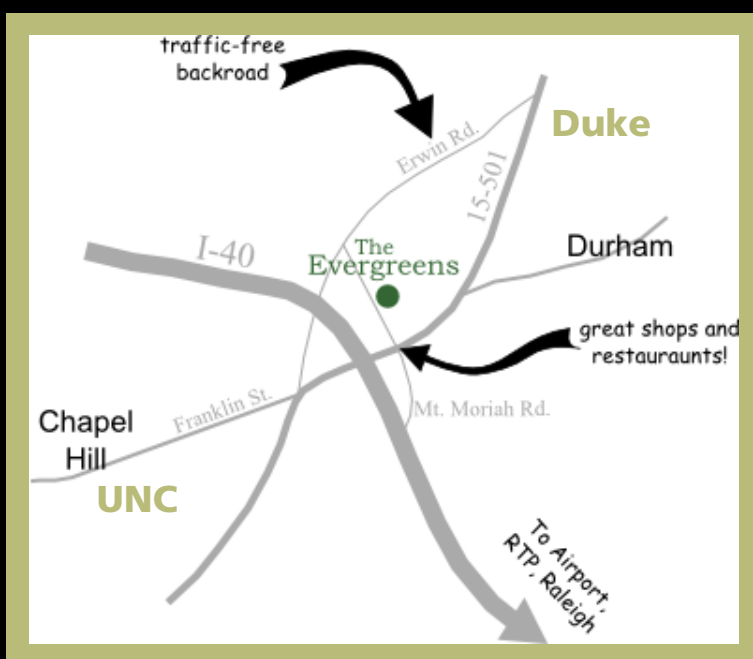 traffic-free
backroad
Erwin Rd.
Duke
15-501
I-40
The
Evergreens
Durham
great shops and
restauraunts!
Franklin St.
Mt. Moriah Rd.
Chapel
Hill
UNC
To Airport,
RTP, Raleigh